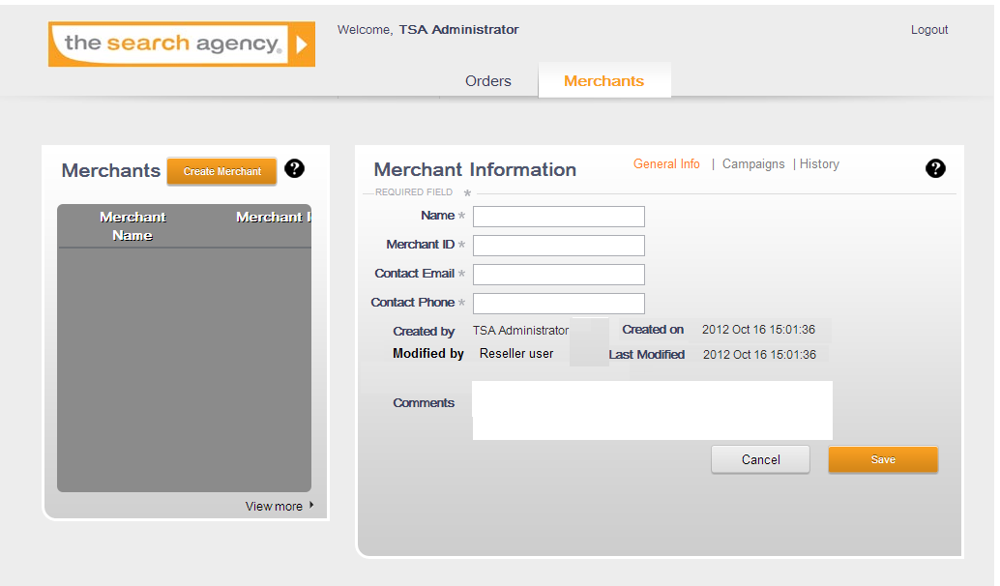 the search agency®
Welcome, TSA Administrator
Logout
Orders
Merchants
Merchants
Create Merchant
?
Merchant Name
Merchant I
View more
Merchant Information
General Info | Campaigns | History
?
REQUIRED FIELD *
Name *
Merchant ID *
Contact Email *
Contact Phone *
Created by TSA Administrator Created on 2012 Oct 16 15:01:36
Modified by Reseller user Last Modified 2012 Oct 16 15:01:36
Comments
Cancel
Save